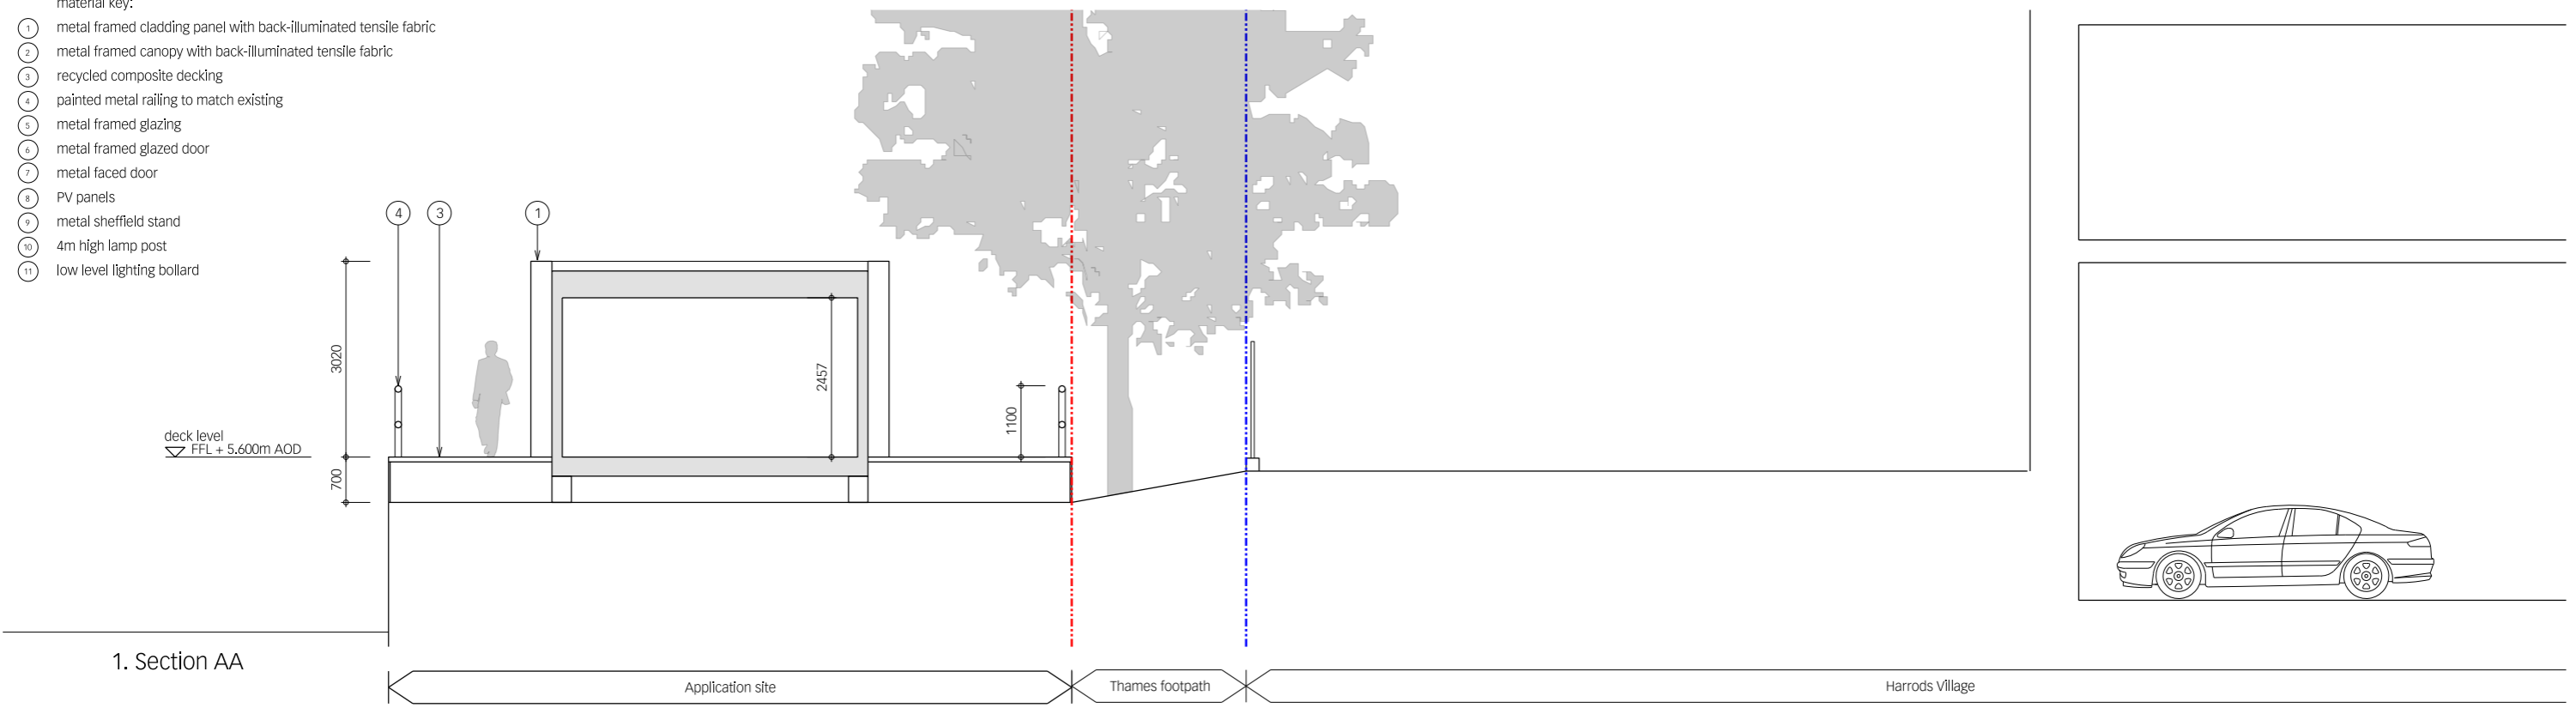 material key:
1 metal framed cladding panel with back-illuminated tensile fabric
2 metal framed canopy with back-illuminated tensile fabric
3 recycled composite decking
4 painted metal railing to match existing
5 metal framed glazing
6 metal framed glazed door
7 metal faced door
8 PV panels
9 metal sheffield stand
10 4m high lamp post
11 low level lighting bollard
4 3 1
3020
2457
1100
deck level
FFL + 5.600m AOD
700
1. Section AA
Application site
Thames footpath
Harrods Village